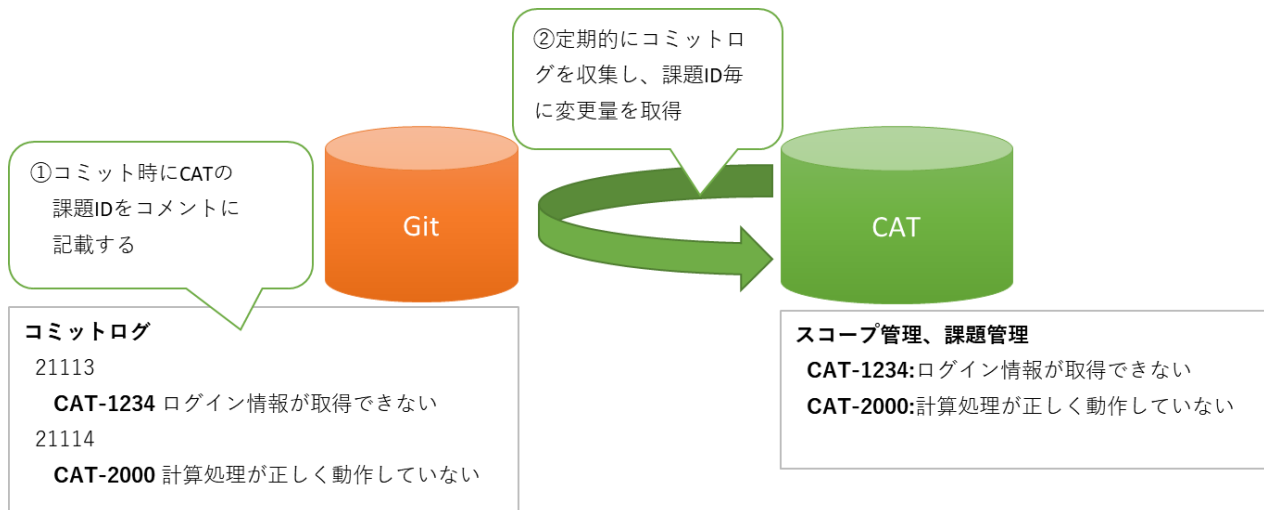 ②定期的にコミットロ
グを収集し、課題ID毎
に変更量を取得
①コミット時にCATの
課題IDをコメントに
記載する
Git
CAT
コミットログ
21113
CAT-1234 ログイン情報が取得できない
21114
CAT-2000 計算処理が正しく動作していない
スコープ管理、課題管理
CAT-1234:ログイン情報が取得できない
CAT-2000:計算処理が正しく動作していない